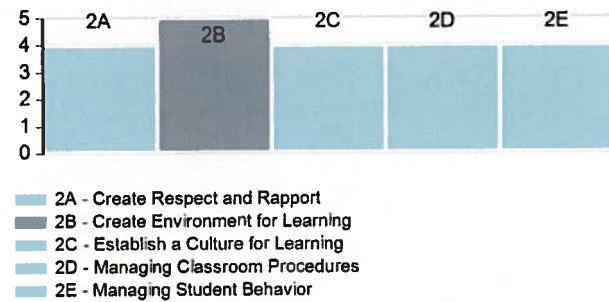 5
2A 2B 2C 2D 2E
4
3
2
1
0
2A - Create Respect and Rapport
2B - Create Environment for Learning
2C - Establish a Culture for Learning
2D - Managing Classroom Procedures
2E - Managing Student Behavior